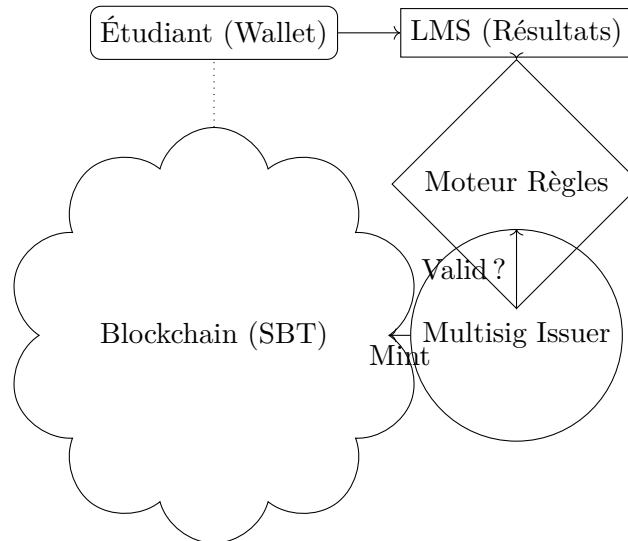 Étudiant (Wallet)
LMS (Résultats)
Moteur Règles
Valid ?
Blockchain (SBT)
Multisig Issuer
Mint